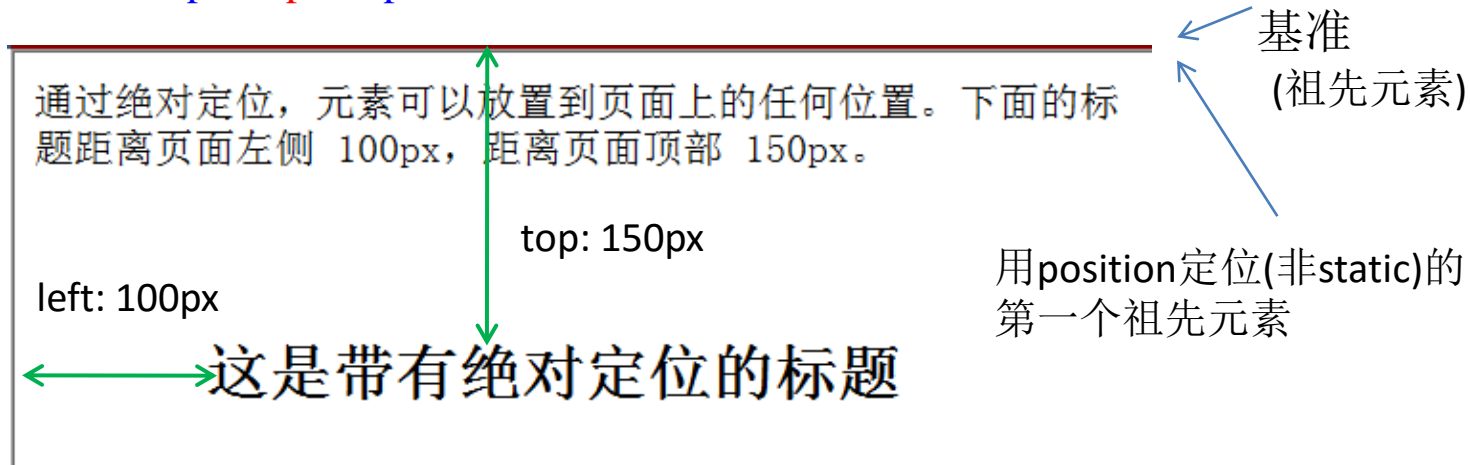 基准
(祖先元素)
通过绝对定位，元素可以放置到页面上的任何位置。下面的标
题距离页面左侧 100px，距离页面顶部 150px。
top: 150px
left: 100px
用position定位(非static)的
第一个祖先元素
这是带有绝对定位的标题